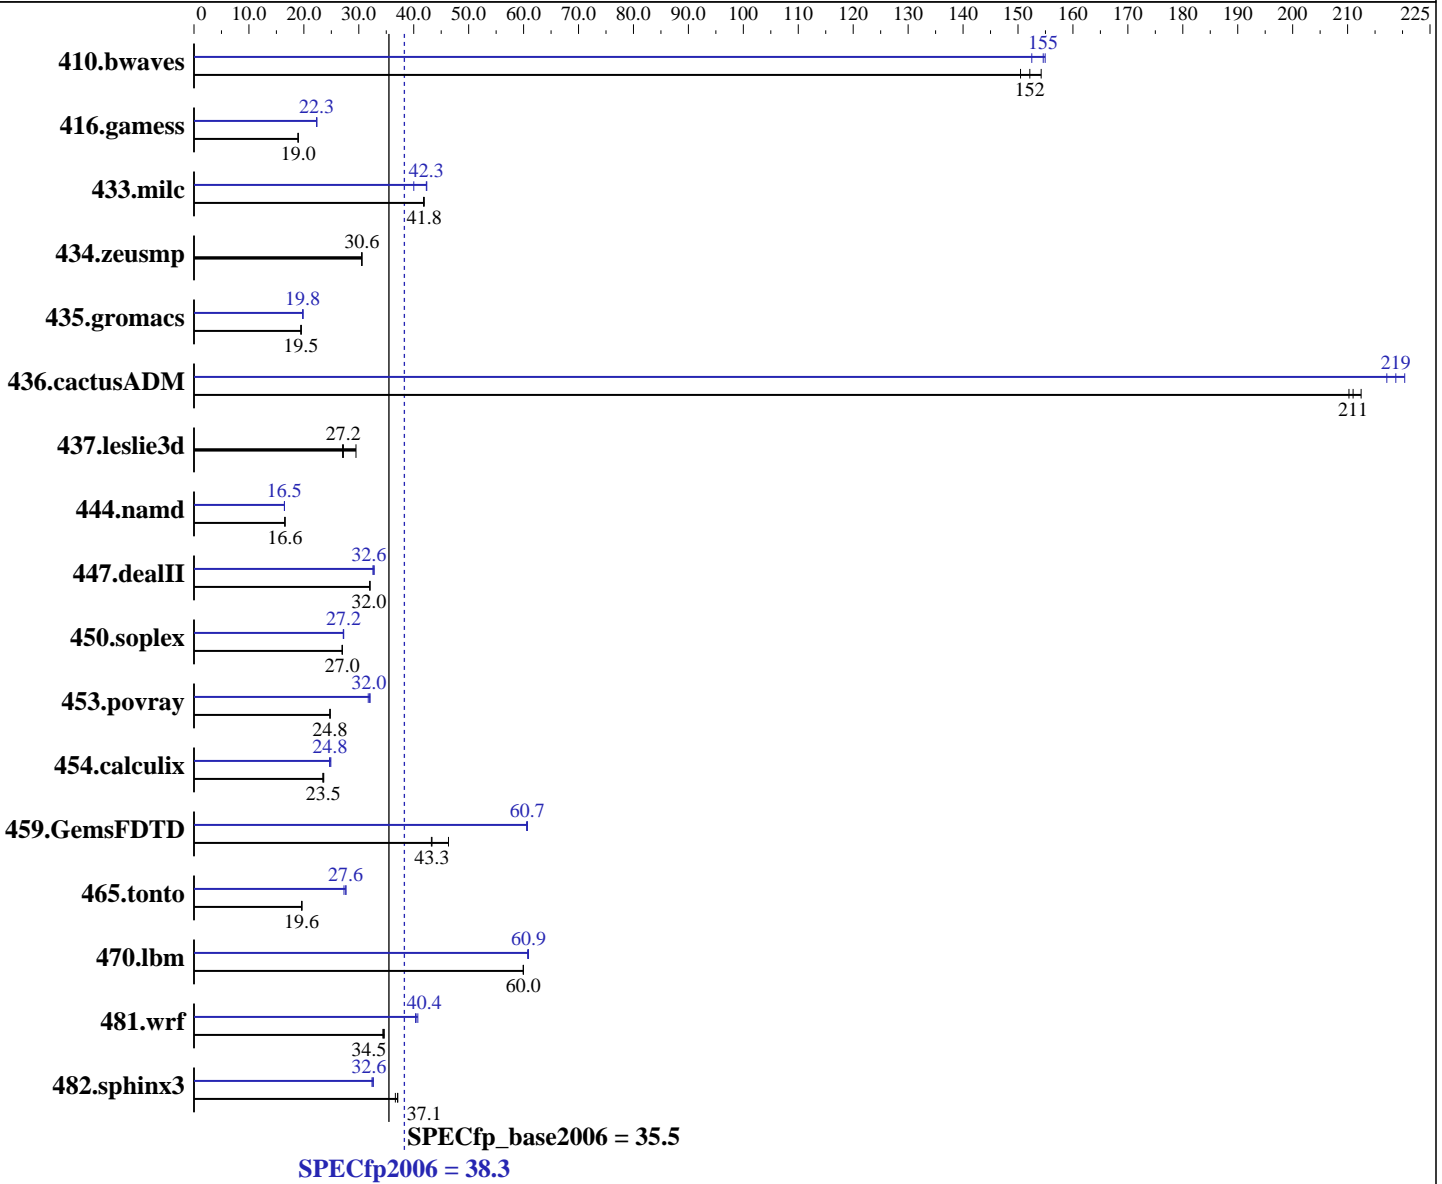 0 10.0 20.0 30.0 40.0 50.0 60.0 70.0 80.0 90.0 100 110 120 130 140 150 160 170 180 190 200 210 225
155
410.bwaves
152
22.3
416.gamess
19.0
42.3
433.milc
41.8
30.6
434.zeusmp
19.8
435.gromacs
19.5
219
436.cactusADM
211
27.2
437.leslie3d
16.5
444.namd
16.6
32.6
447.dealII
32.0
27.2
450.soplex
27.0
32.0
453.povray
24.8
24.8
454.calculix
23.5
60.7
459.GemsFDTD
43.3
27.6
465.tonto
19.6
60.9
470.lbm
60.0
40.4
481.wrf
34.5
32.6
482.sphinx3
37.1
SPECfp_base2006 = 35.5
SPECfp2006 = 38.3